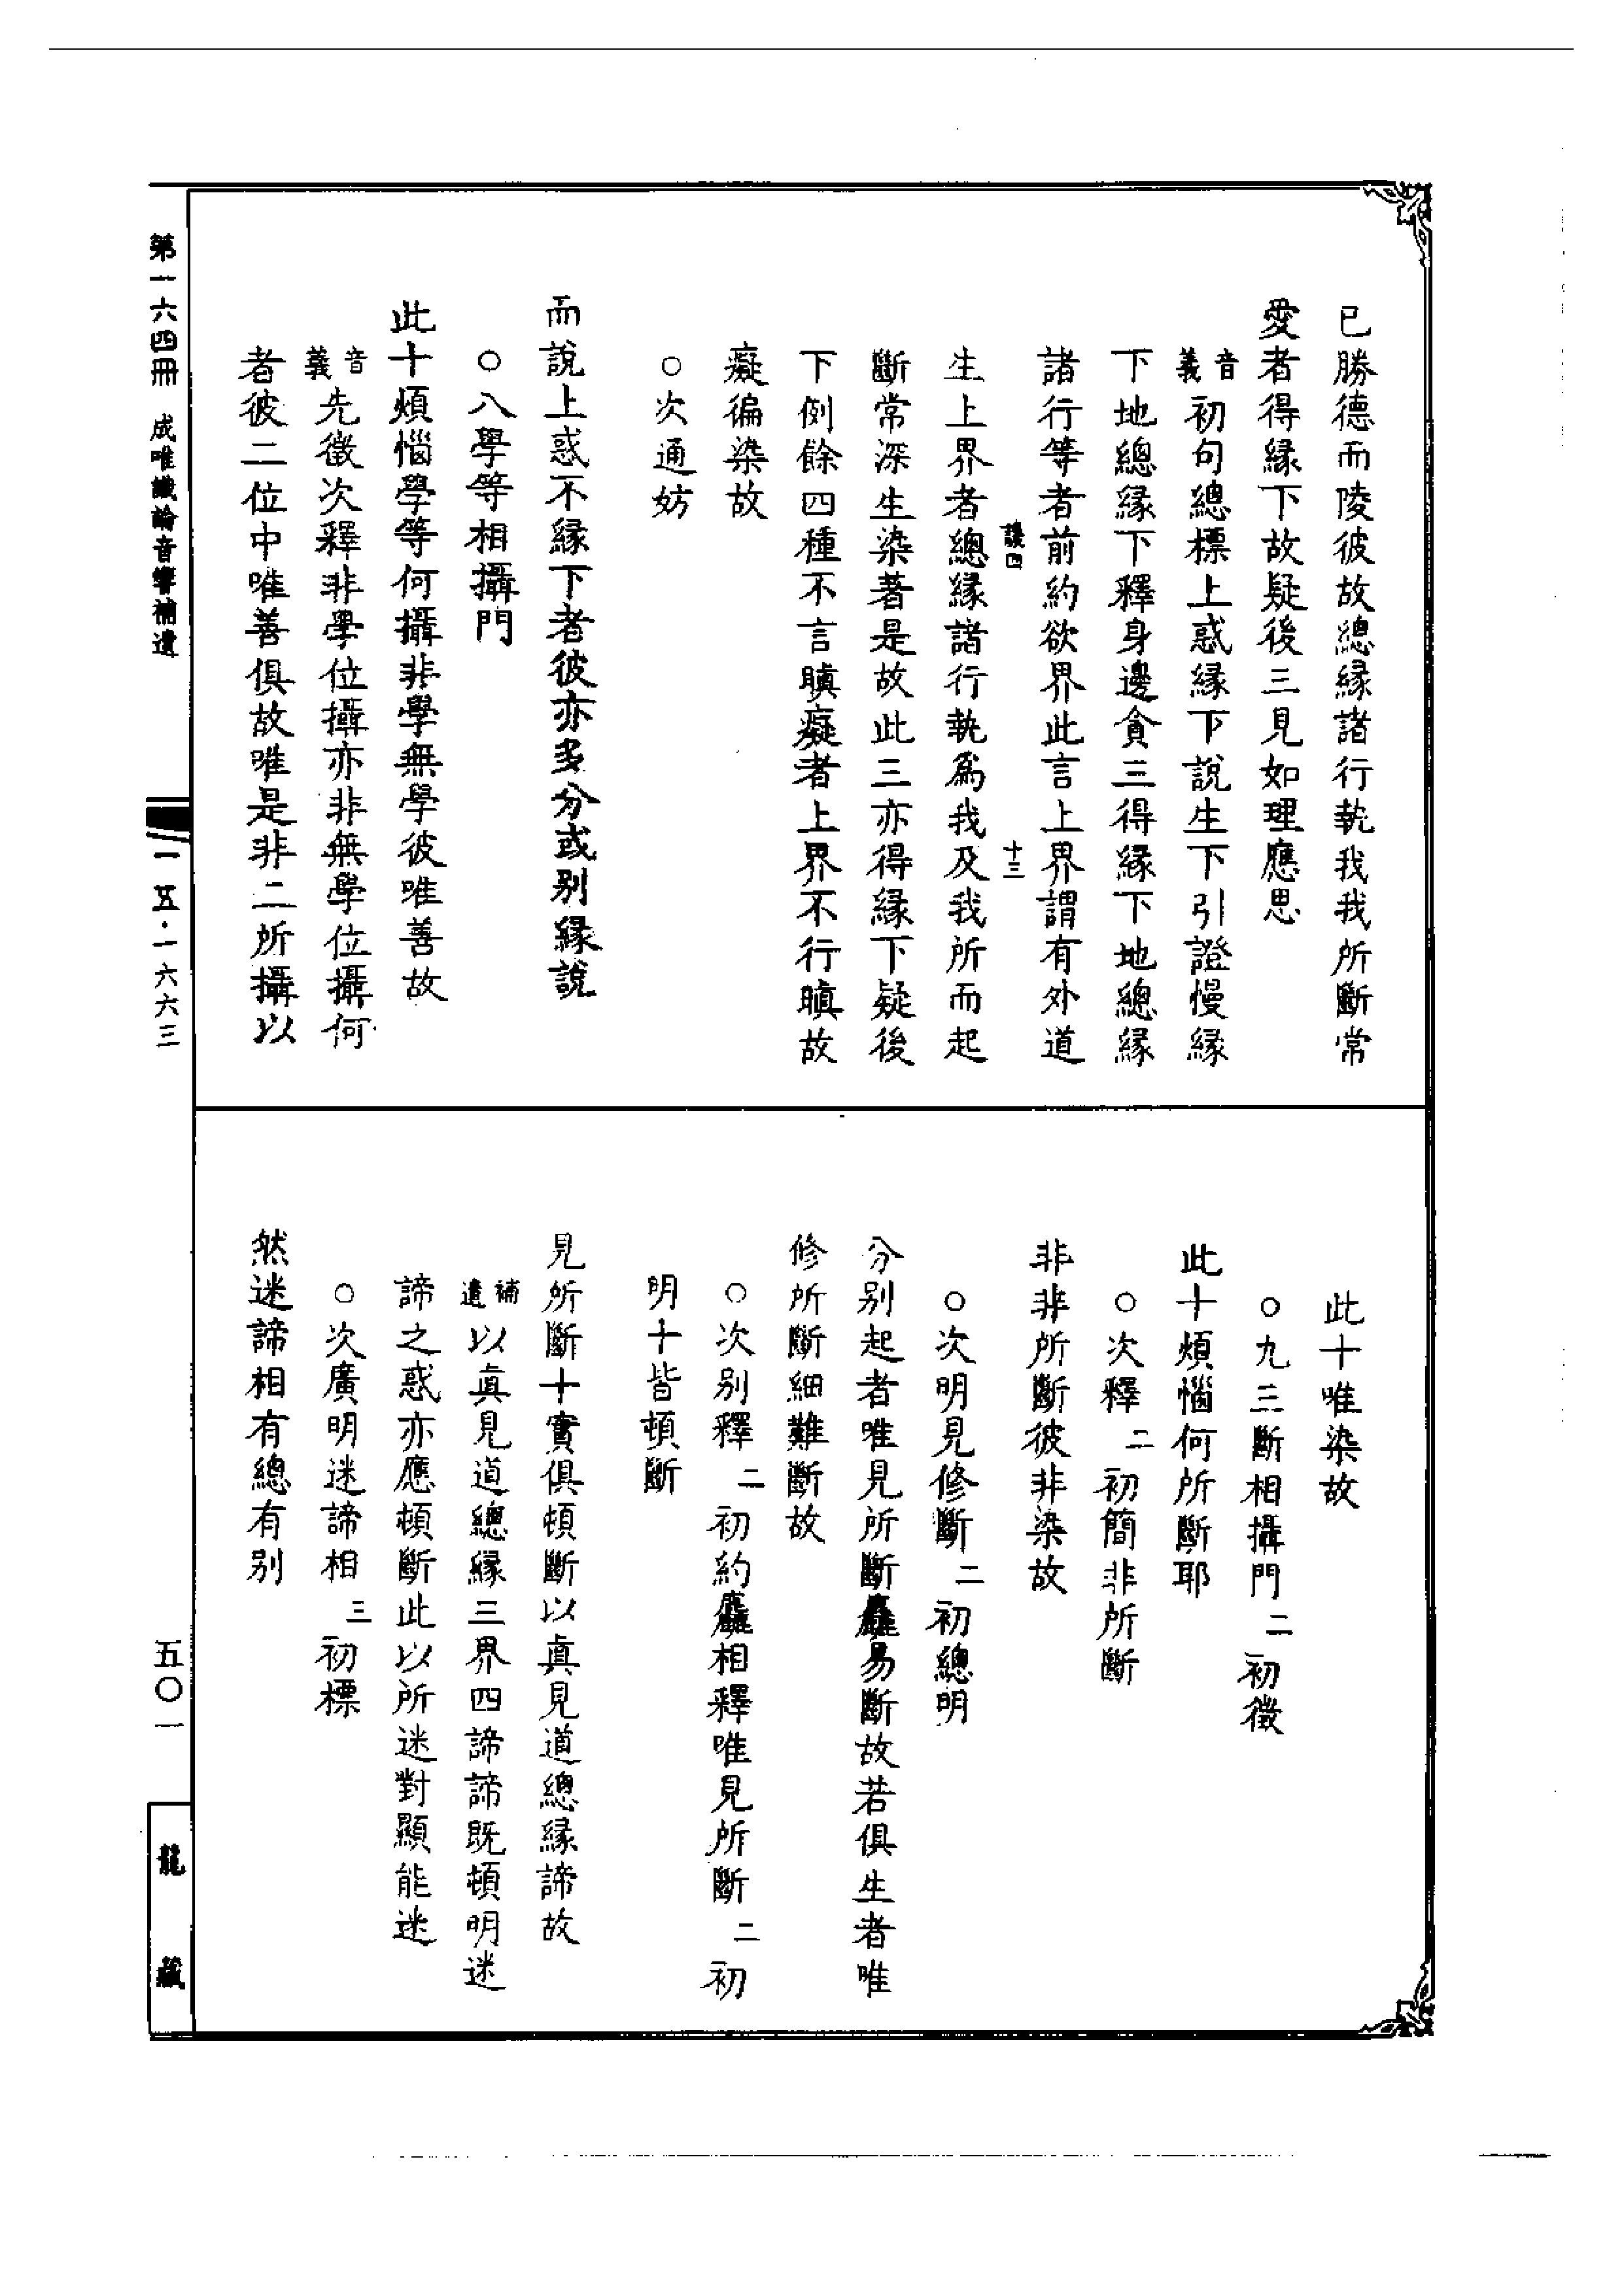 已勝德而陵彼故總緣諸行執我我所斷常
愛者得緣下故疑後三見如理應思
音義 初句總標上惑緣下說生下引證慢緣
下地總緣下釋身邊貪三得緣下地總緣
諸行等者前約欲界此言上界謂有外道
十三
生上界者總緣諸行執爲我及我所而起
斷常深生染著是故此三亦得緣下疑後
下例餘四種不言瞋癡者上界不行瞋故
癡徧染故
○次通妨
而說上惑不緣下者彼亦多分或別緣說
○八學等相攝門
此十煩惱學等何攝非學無學彼唯善故
音義 先徵次釋非學位攝亦非無學位攝何
者彼二位中唯善俱故唯是非二所攝以
此十唯染故
○九三斷相攝門二初徵
此十煩惱何所斷耶
○次釋二初簡非所斷
非非所斷彼非染故
○次明見修斷二初總明
分別起者唯見所斷麤易斷故若俱生者唯
修所斷細難斷故
○次別釋二初約麤相釋唯見所斷二初
明十皆頓斷
見所斷十實俱頓斷以真見道總緣諦故
補遺 以真見道總緣三界四諦諦既頓明迷
諦之惑亦應頓斷此以所迷對顯能迷
○次廣明迷諦相三初標
然迷諦相有總有別
第一六四冊 成唯識論音響補遺
一五·一六六三
五〇一
龍藏